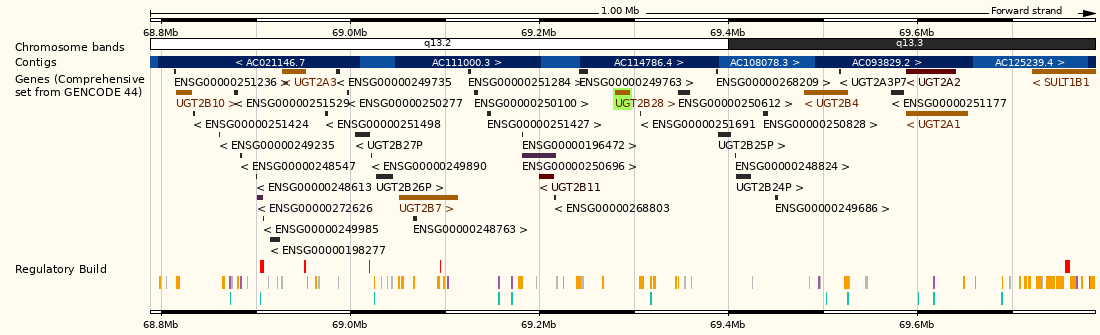 1.00 Mb Forward strand
68.8Mb 69.0Mb 69.2Mb 69.4Mb 69.6Mb
Chromosome bands q13.2 q13.3
Contigs < AC021146.7 AC111000.3 > AC114786.4 > AC108078.3 > AC093829.2 > AC125239.4 >
Genes (Comprehensive set from GENCODE 44)
ENSG00000251236 > < UGT2A3 < ENSG00000249735 ENSG00000251284 > < ENSG00000249763 > ENSG00000268209 > < UGT2A3P7 < UGT2A2 < SULT1B1
UGT2B10 > < ENSG00000251529 < ENSG00000250277 ENSG00000250100 > UGT2B28 > ENSG00000250612 > < UGT2B4 < ENSG00000251177
< ENSG00000251424 < ENSG00000251498 ENSG00000251427 > < ENSG00000251691 ENSG00000250828 > < UGT2A1
< ENSG00000249235 < UGT2B27P ENSG00000196472 > UGT2B25P >
< ENSG00000248547 < ENSG00000249890 ENSG00000250696 > ENSG00000248824 >
< ENSG00000248613 UGT2B26P > < UGT2B11 UGT2B24P >
< ENSG00000272626 UGT2B7 > < ENSG00000268803 ENSG00000249686 >
< ENSG00000249985 ENSG00000248763 >
< ENSG00000198277
Regulatory Build
68.8Mb 69.0Mb 69.2Mb 69.4Mb 69.6Mb